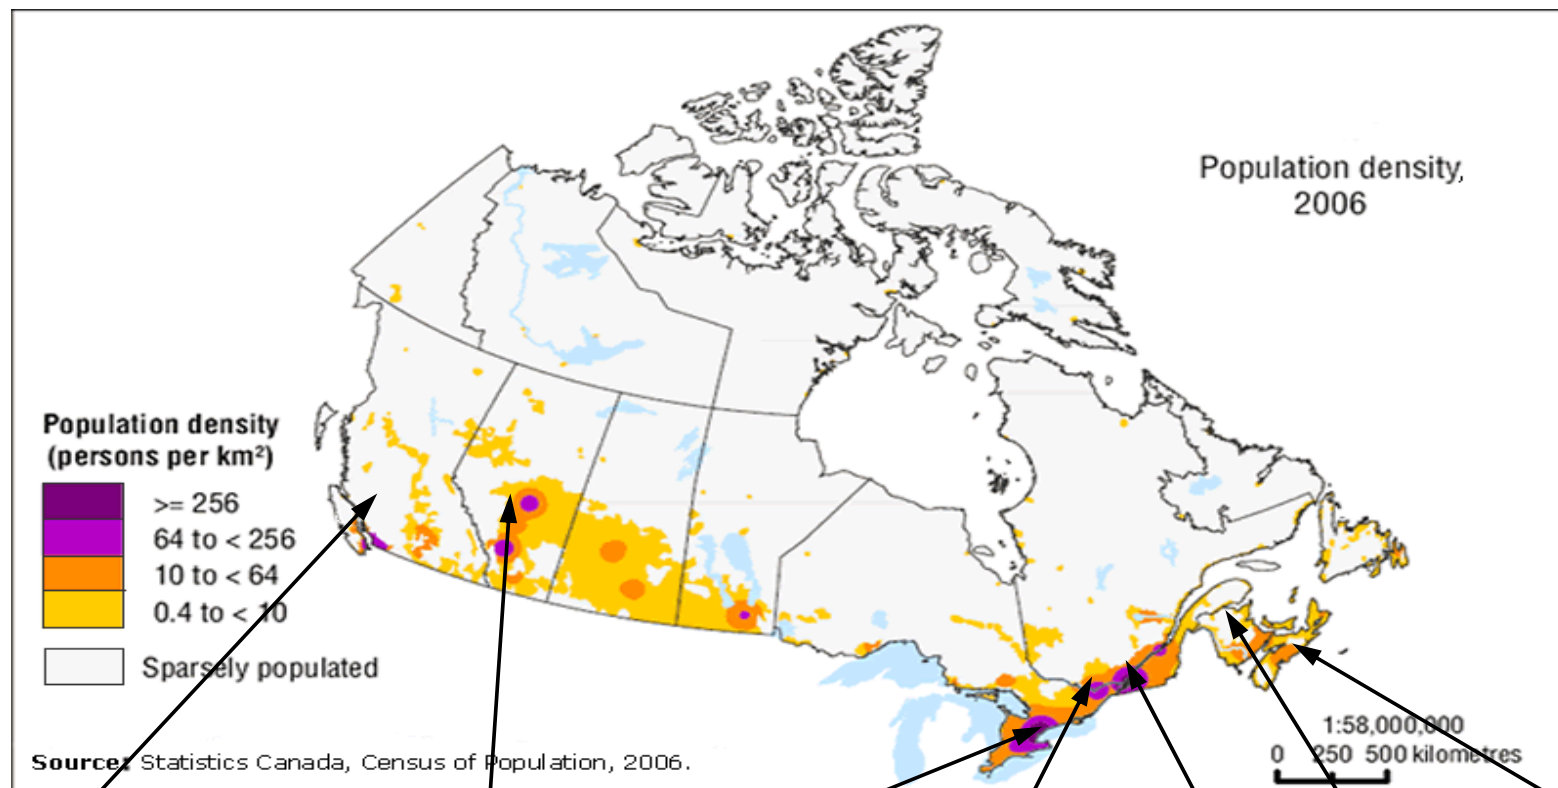 Population density,
2006
Population density
(persons per km²)
>= 256
64 to < 256
10 to < 64
0.4 to < 10
Sparsely populated
1:58,000,000
0 250 500 kilometres
Source: Statistics Canada, Census of Population, 2006.